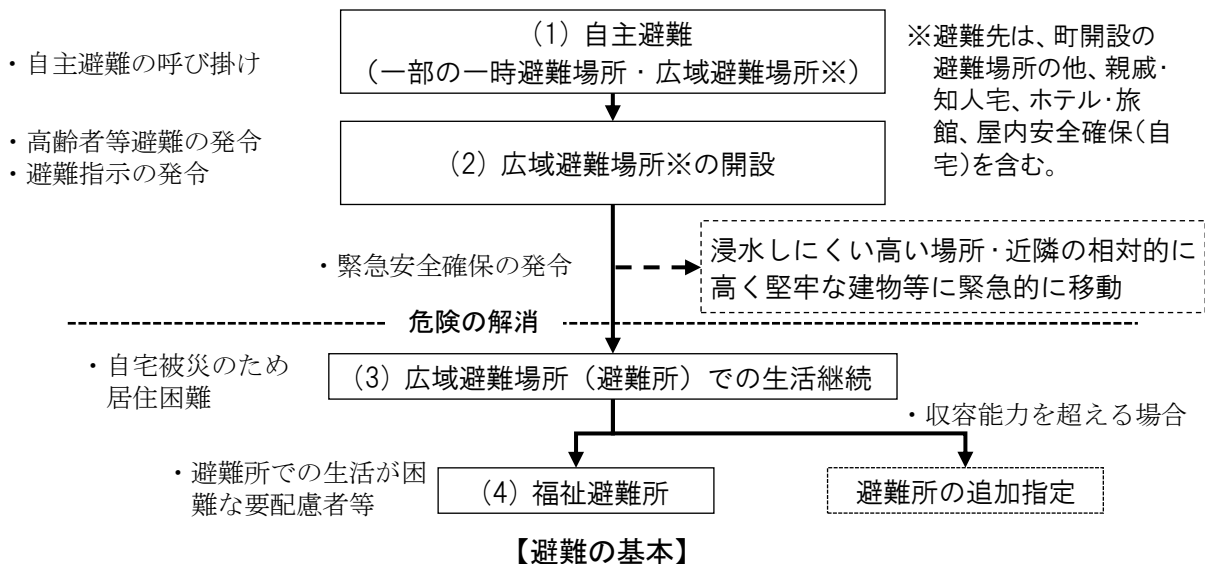 (1) 自主避難
(一部の一時避難場所・広域避難場所※)
・自主避難の呼び掛け
※避難先は、町開設の
避難場所の他、親戚・
知人宅、ホテル・旅
館、屋内安全確保(自
宅)を含む。
・高齢者等避難の発令
・避難指示の発令
(2) 広域避難場所※の開設
・緊急安全確保の発令
浸水しにくい高い場所・近隣の相対的に
高く堅牢な建物等に緊急的に移動
危険の解消
・自宅被災のため
居住困難
(3) 広域避難場所(避難所)での生活継続
・収容能力を超える場合
・避難所での生活が困
難な要配慮者等
(4) 福祉避難所
避難所の追加指定
【避難の基本】